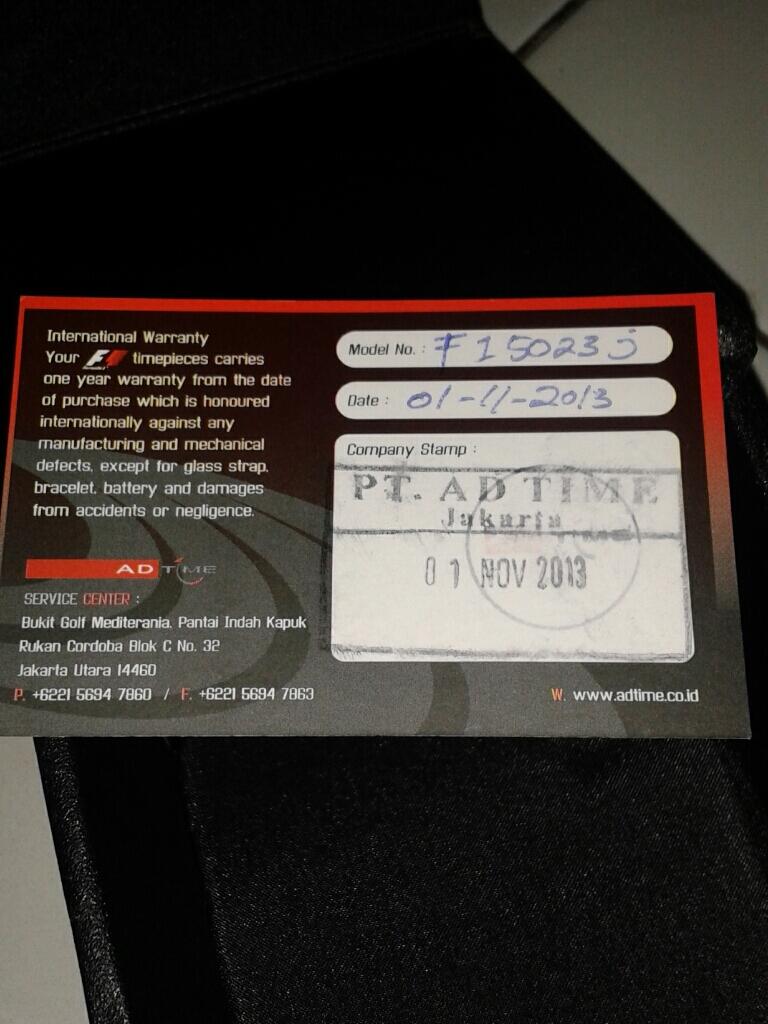 International Warranty
Your F1 timepieces carries
one year warranty from the date
of purchase which is honoured
internationally against any
manufacturing and mechanical
defects, except for glass strap,
bracelet, battery and damages
from accidents or negligence.
AD TIME
SERVICE CENTER :
Bukit Golf Mediterania, Pantai Indah Kapuk
Rukan Cordoba Blok C No. 32
Jakarta Utara 14460
P. +6221 5694 7860 / F. +6221 5694 7863
Model No. : F15023J
Date : 01-11-2013
Company Stamp :
PT. AD TIME
Jakarta
01 NOV 2013
W. www.adtime.co.id